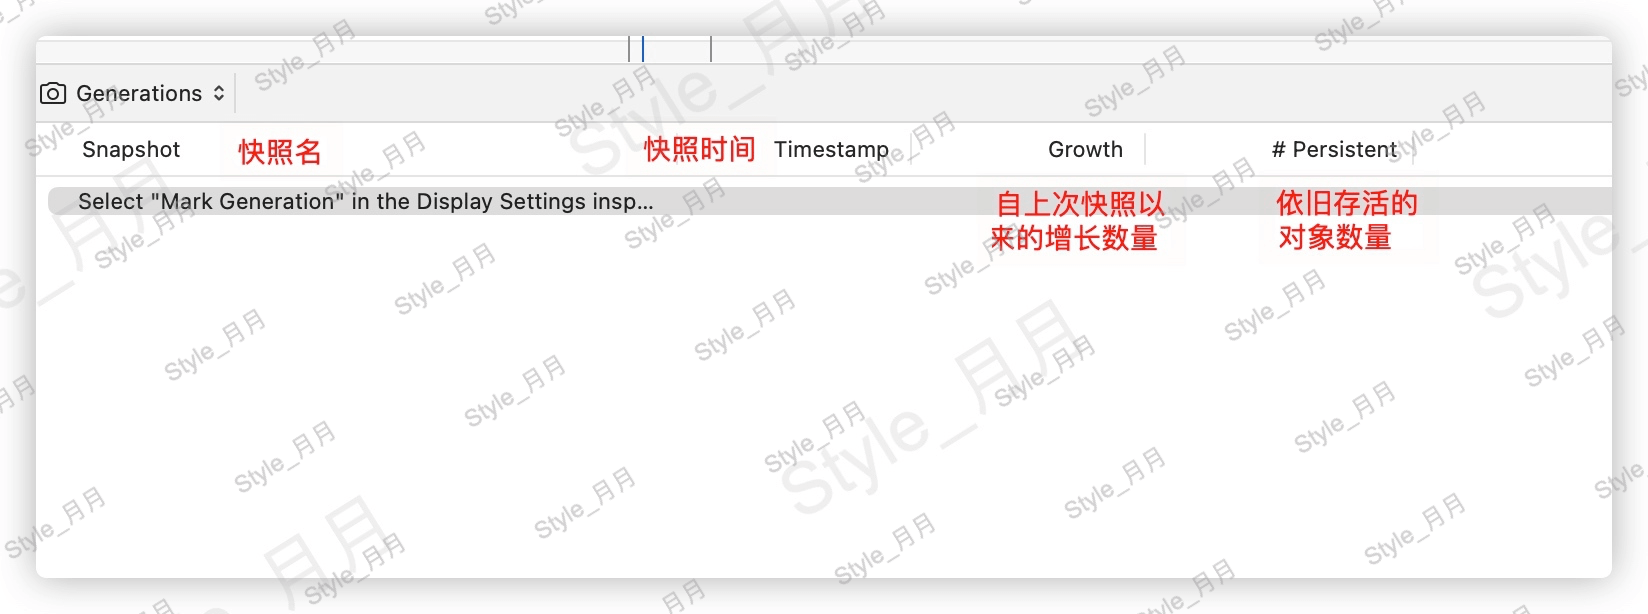 Generations
Snapshot 快照名 快照时间 Timestamp Growth # Persistent
Select "Mark Generation" in the Display Settings insp...
自上次快照以
来的增长数量
依旧存活的
对象数量
Style_月月